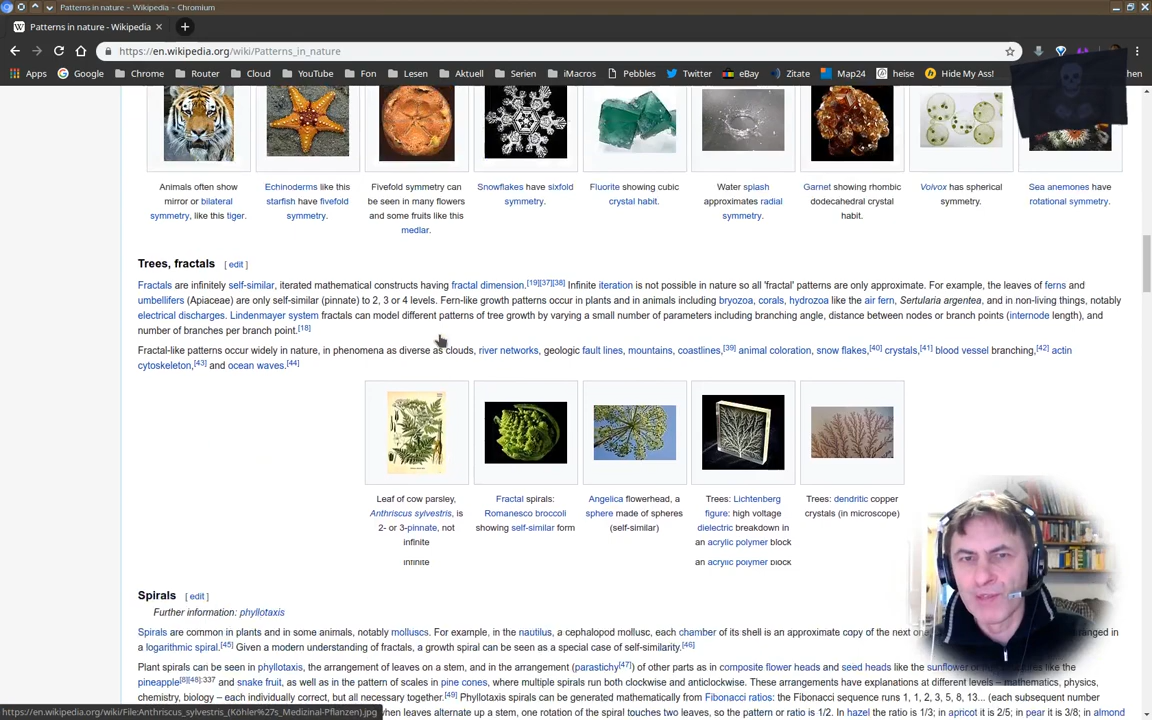 Patterns in nature - Wikipedia - Chromium
Patterns in nature - Wikipedia
https://en.wikipedia.org/wiki/Patterns_in_nature
Apps Google Chrome Router Cloud YouTube Fon Lesen Aktuell Serien iMacros Pebbles Twitter eBay Zitate Map24 heise Hide My Ass!
Animals often show mirror or bilateral symmetry, like this tiger.
Echinoderms like this starfish have fivefold symmetry.
Fivefold symmetry can be seen in many flowers and some fruits like this medlar.
Snowflakes have sixfold symmetry.
Fluorite showing cubic crystal habit.
Water splash approximates radial symmetry.
Garnet showing rhombic dodecahedral crystal habit.
Volvox has spherical symmetry.
Sea anemones have rotational symmetry.
Trees, fractals [ edit ]
Fractals are infinitely self-similar, iterated mathematical constructs having fractal dimension.[19][37][38] Infinite iteration is not possible in nature so all 'fractal' patterns are only approximate. For example, the leaves of ferns and
umbellifers (Apiaceae) are only self-similar (pinnate) to 2, 3 or 4 levels. Fern-like growth patterns occur in plants and in animals including bryozoa, corals, hydrozoa like the air fern, Sertularia argentea, and in non-living things, notably
electrical discharges. Lindenmayer system fractals can model different patterns of tree growth by varying a small number of parameters including branching angle, distance between nodes or branch points (internode length), and
number of branches per branch point.[18]
Fractal-like patterns occur widely in nature, in phenomena as diverse as clouds, river networks, geologic fault lines, mountains, coastlines,[39] animal coloration, snow flakes,[40] crystals,[41] blood vessel branching,[42] actin
cytoskeleton,[43] and ocean waves.[44]
Leaf of cow parsley, Anthriscus sylvestris, is 2- or 3-pinnate, not infinite
infinite
Fractal spirals: Romanesco broccoli showing self-similar form
Angelica flowerhead, a sphere made of spheres (self-similar)
Trees: Lichtenberg figure: high voltage dielectric breakdown in an acrylic polymer block
an acrylic polymer block
Trees: dendritic copper crystals (in microscope)
Spirals [ edit ]
Further information: phyllotaxis
Spirals are common in plants and in some animals, notably molluscs. For example, in the nautilus, a cephalopod mollusc, each chamber of its shell is an approximate copy of the next one
a logarithmic spiral.[45] Given a modern understanding of fractals, a growth spiral can be seen as a special case of self-similarity.[46]
Plant spirals can be seen in phyllotaxis, the arrangement of leaves on a stem, and in the arrangement (parastichy[47]) of other parts as in composite flower heads and seed heads like the sunflower
pineapple[8][48]:337 and snake fruit, as well as in the pattern of scales in pine cones, where multiple spirals run both clockwise and anticlockwise. These arrangements have explanations at different levels – mathematics, physics,
chemistry, biology – each individually correct, but all necessary together.[49] Phyllotaxis spirals can be generated mathematically from Fibonacci ratios: the Fibonacci sequence runs 1, 1, 2, 3, 5, 8, 13... (each subsequent number
when leaves alternate up a stem, one rotation of the spiral touches two leaves, so the pattern or ratio is 1/2. In hazel the ratio is 1/3; in apricot it is 2/5; in pear it is 3/8; in almond
https://en.wikipedia.org/wiki/File:Anthriscus_sylvestris_(Köhler%27s_Medizinal-Pflanzen).jpg